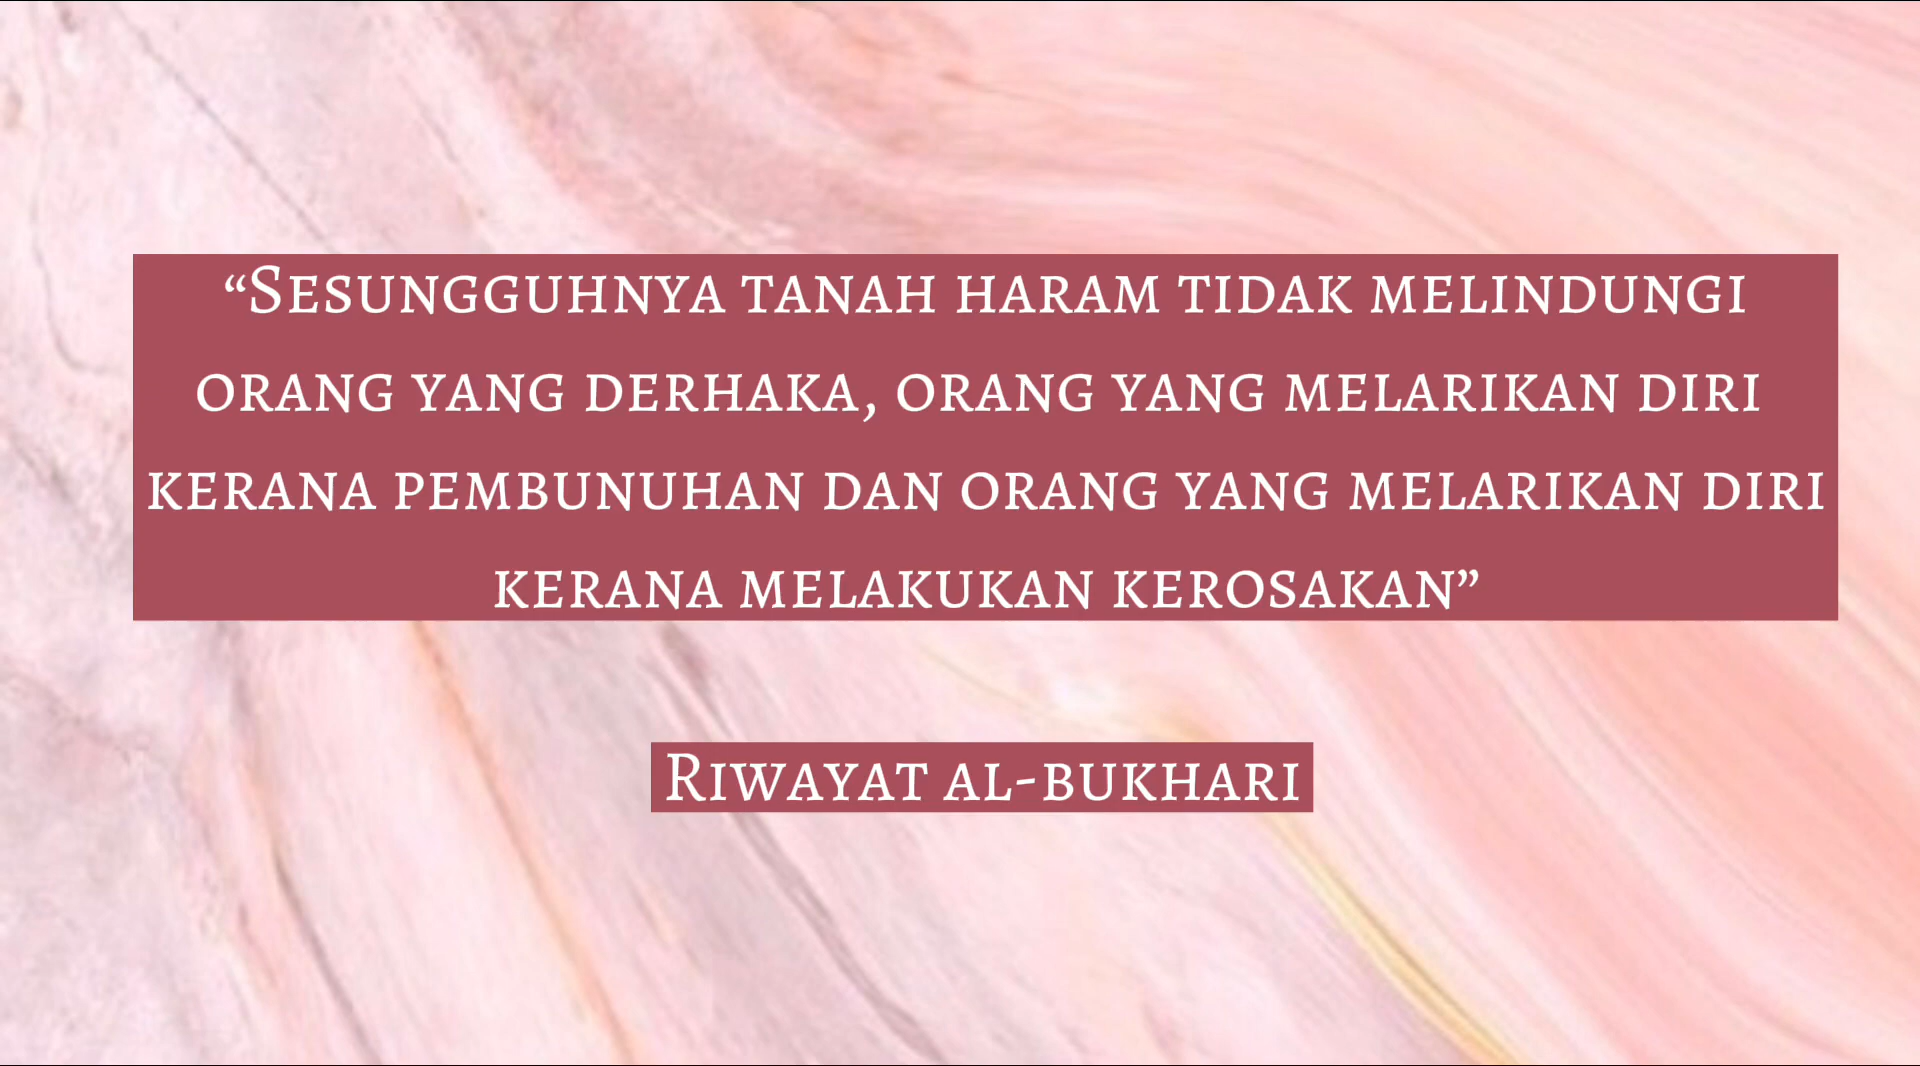 “Sesungguhnya tanah haram tidak melindungi
orang yang derhaka, orang yang melarikan diri
kerana pembunuhan dan orang yang melarikan diri
kerana melakukan kerosakan”
Riwayat al-bukhari